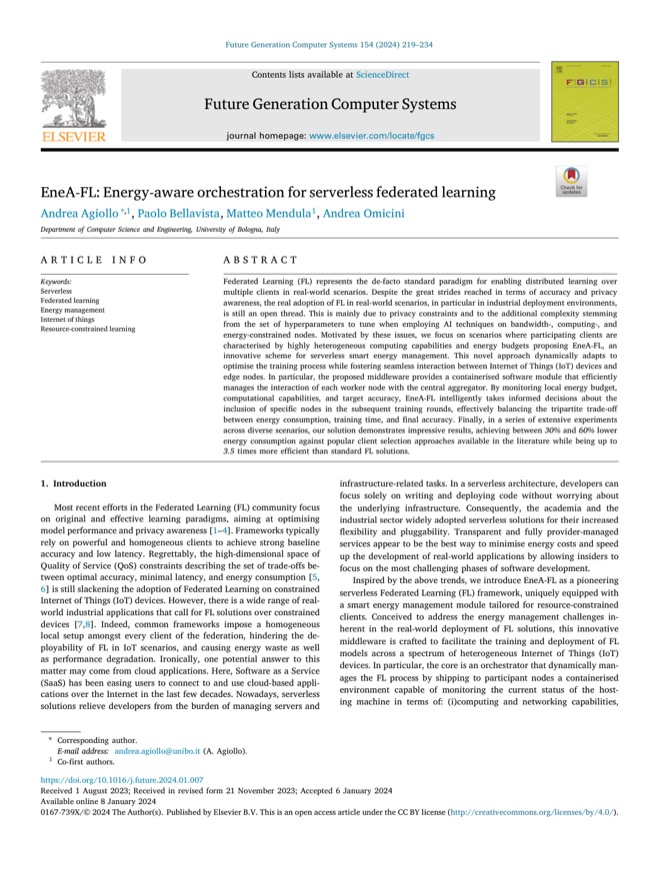 Future Generation Computer Systems 154 (2024) 219–234
Contents lists available at ScienceDirect
Future Generation Computer Systems
journal homepage: www.elsevier.com/locate/fgcs
ELSEVIER
FGCS
Check for
updates
EneA-FL: Energy-aware orchestration for serverless federated learning
Andrea Agiollo *,1, Paolo Bellavista, Matteo Mendula 1, Andrea Omicini
Department of Computer Science and Engineering, University of Bologna, Italy
ARTICLE INFO
Keywords:
Serverless
Federated learning
Energy management
Internet of things
Resource-constrained learning
ABSTRACT
Federated Learning (FL) represents the de-facto standard paradigm for enabling distributed learning over
multiple clients in real-world scenarios. Despite the great strides reached in terms of accuracy and privacy
awareness, the real adoption of FL in real-world scenarios, in particular in industrial deployment environments,
is still an open thread. This is mainly due to privacy constraints and to the additional complexity stemming
from the set of hyperparameters to tune when employing AI techniques on bandwidth-, computing-, and
energy-constrained nodes. Motivated by these issues, we focus on scenarios where participating clients are
characterised by highly heterogeneous computing capabilities and energy budgets proposing EneA-FL, an
innovative scheme for serverless smart energy management. This novel approach dynamically adapts to
optimise the training process while fostering seamless interaction between Internet of Things (IoT) devices and
edge nodes. In particular, the proposed middleware provides a containerised software module that efficiently
manages the interaction of each worker node with the central aggregator. By monitoring local energy budget,
computational capabilities, and target accuracy, EneA-FL intelligently takes informed decisions about the
inclusion of specific nodes in the subsequent training rounds, effectively balancing the tripartite trade-off
between energy consumption, training time, and final accuracy. Finally, in a series of extensive experiments
across diverse scenarios, our solution demonstrates impressive results, achieving between 30% and 60% lower
energy consumption against popular client selection approaches available in the literature while being up to
3.5 times more efficient than standard FL solutions.
1. Introduction
Most recent efforts in the Federated Learning (FL) community focus
on original and effective learning paradigms, aiming at optimising
model performance and privacy awareness [1–4]. Frameworks typically
rely on powerful and homogeneous clients to achieve strong baseline
accuracy and low latency. Regrettably, the high-dimensional space of
Quality of Service (QoS) constraints describing the set of trade-offs be-
tween optimal accuracy, minimal latency, and energy consumption [5,
6] is still slackening the adoption of Federated Learning on constrained
Internet of Things (IoT) devices. However, there is a wide range of real-
world industrial applications that call for FL solutions over constrained
devices [7,8]. Indeed, common frameworks impose a homogeneous
local setup amongst every client of the federation, hindering the de-
ployability of FL in IoT scenarios, and causing energy waste as well
as performance degradation. Ironically, one potential answer to this
matter may come from cloud applications. Here, Software as a Service
(SaaS) has been easing users to connect to and use cloud-based appli-
cations over the Internet in the last few decades. Nowadays, serverless
solutions relieve developers from the burden of managing servers and
infrastructure-related tasks. In a serverless architecture, developers can
focus solely on writing and deploying code without worrying about
the underlying infrastructure. Consequently, the academia and the
industrial sector widely adopted serverless solutions for their increased
flexibility and pluggability. Transparent and fully provider-managed
services appear to be the best way to minimise energy costs and speed
up the development of real-world applications by allowing insiders to
focus on the most challenging phases of software development.
Inspired by the above trends, we introduce EneA-FL as a pioneering
serverless Federated Learning (FL) framework, uniquely equipped with
a smart energy management module tailored for resource-constrained
clients. Conceived to address the energy management challenges in-
herent in the real-world deployment of FL solutions, this innovative
middleware is crafted to facilitate the training and deployment of FL
models across a spectrum of heterogeneous Internet of Things (IoT)
devices. In particular, the core is an orchestrator that dynamically man-
ages the FL process by shipping to participant nodes a containerised
environment capable of monitoring the current status of the host-
ing machine in terms of: (i)computing and networking capabilities,
* Corresponding author.
E-mail address: andrea.agiollo@unibo.it (A. Agiollo).
1 Co-first authors.
https://doi.org/10.1016/j.future.2024.01.007
Received 1 August 2023; Received in revised form 21 November 2023; Accepted 6 January 2024
Available online 8 January 2024
0167-739X/© 2024 The Author(s). Published by Elsevier B.V. This is an open access article under the CC BY license (http://creativecommons.org/licenses/by/4.0/).